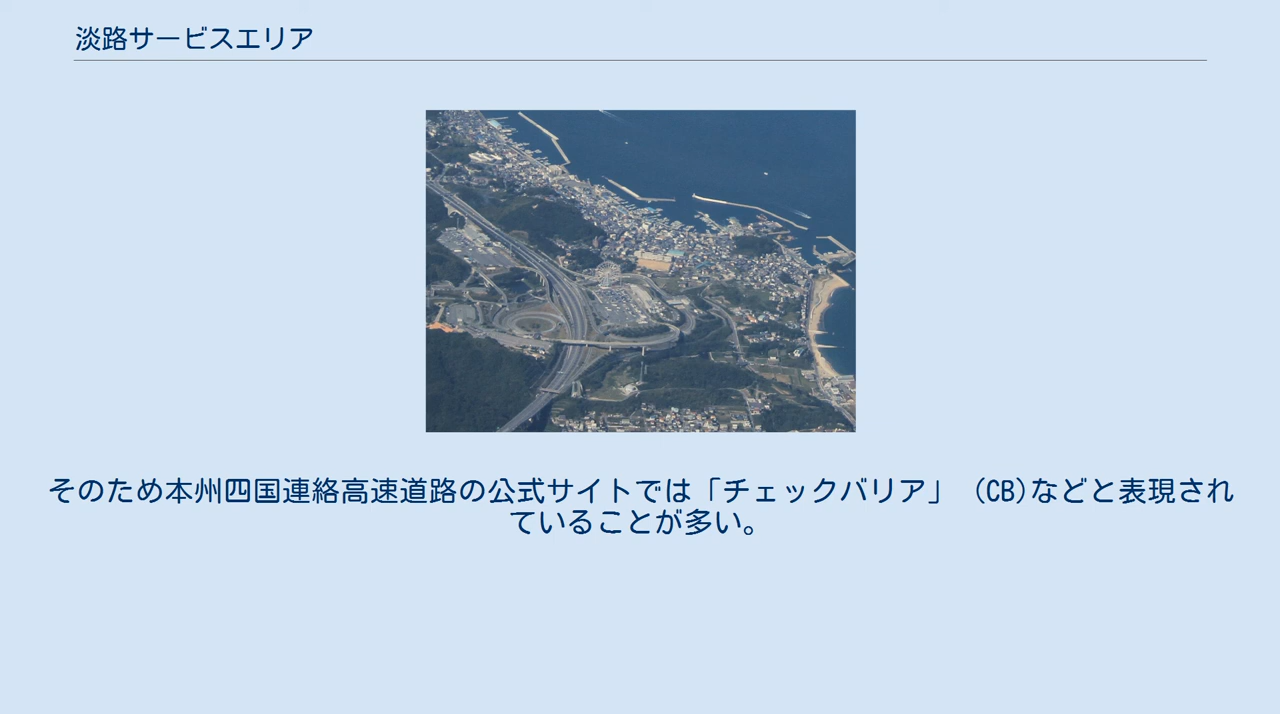 淡路サービスエリア
そのため本州四国連絡高速道路の公式サイトでは「チェックバリア」（CB)などと表現され
ていることが多い。